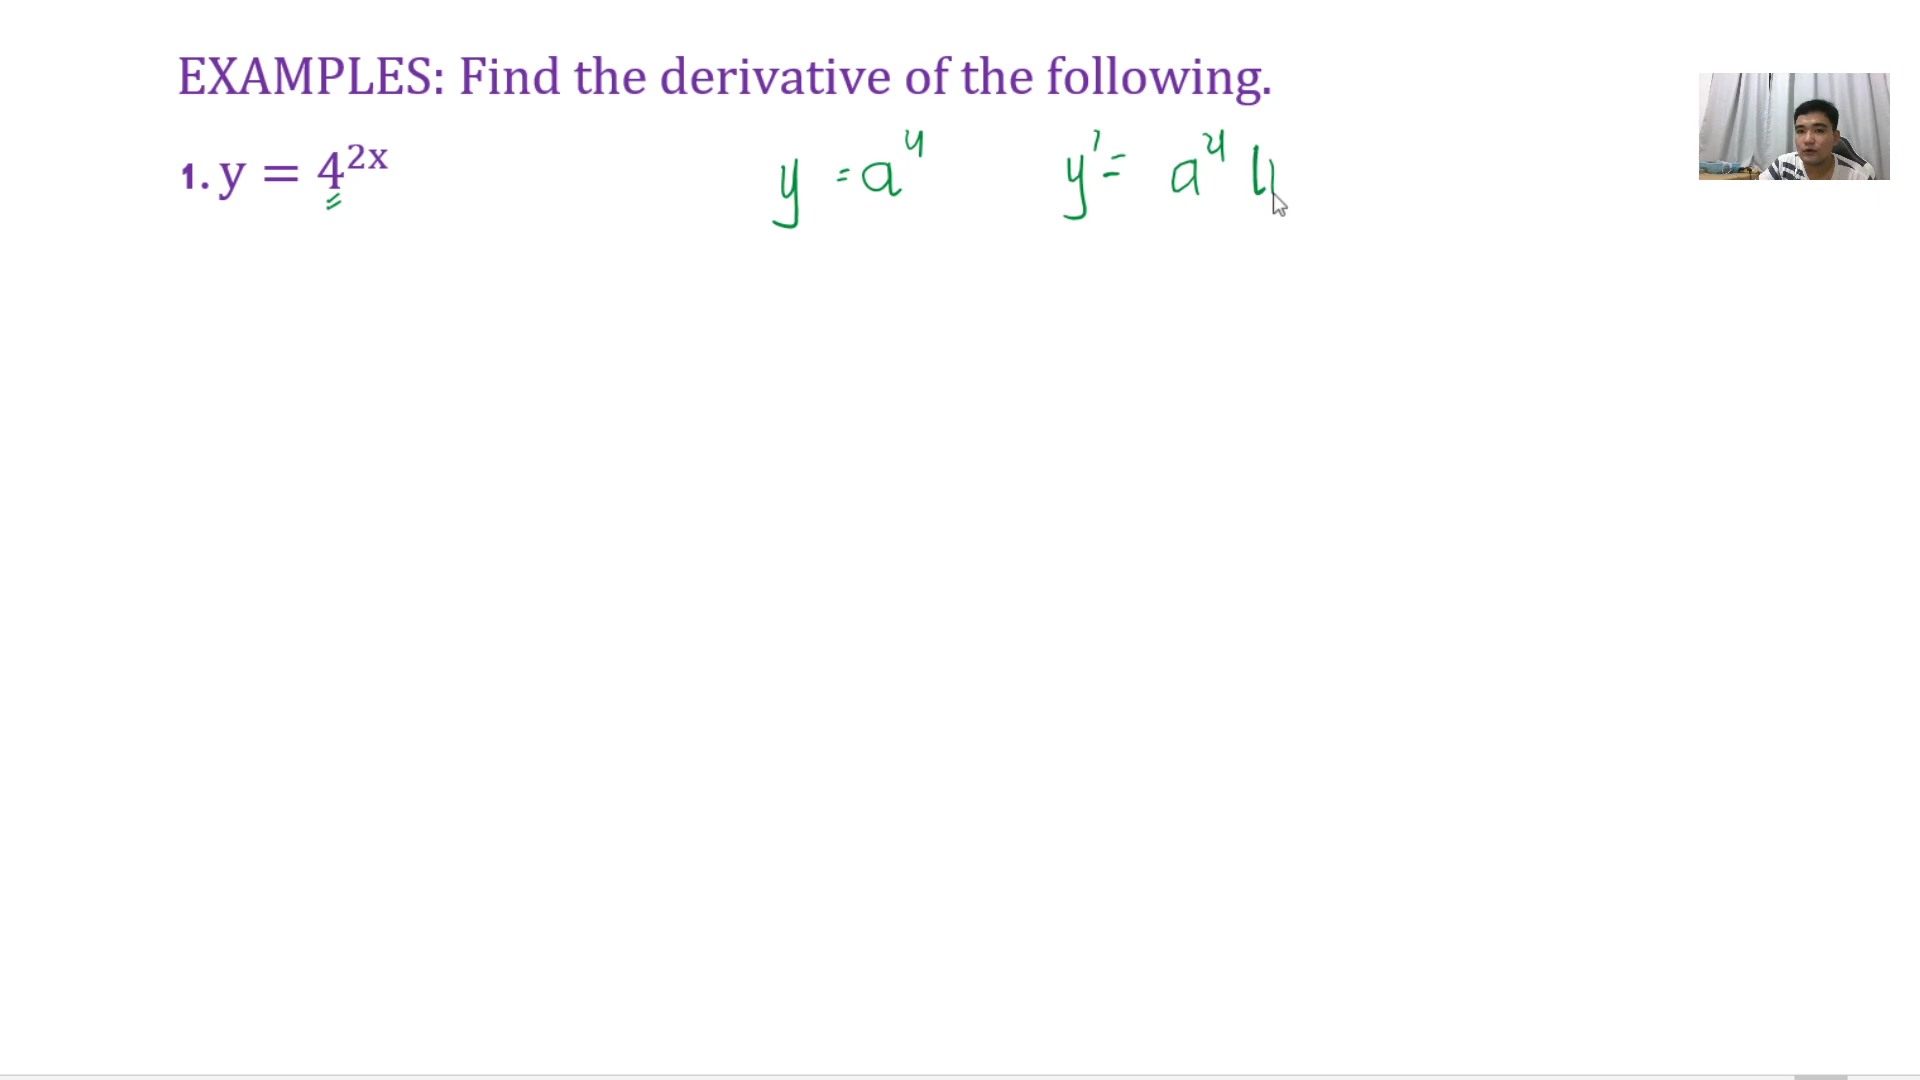 EXAMPLES: Find the derivative of the following.
1. y = 4^{2x} y = a^u y' = a^u l